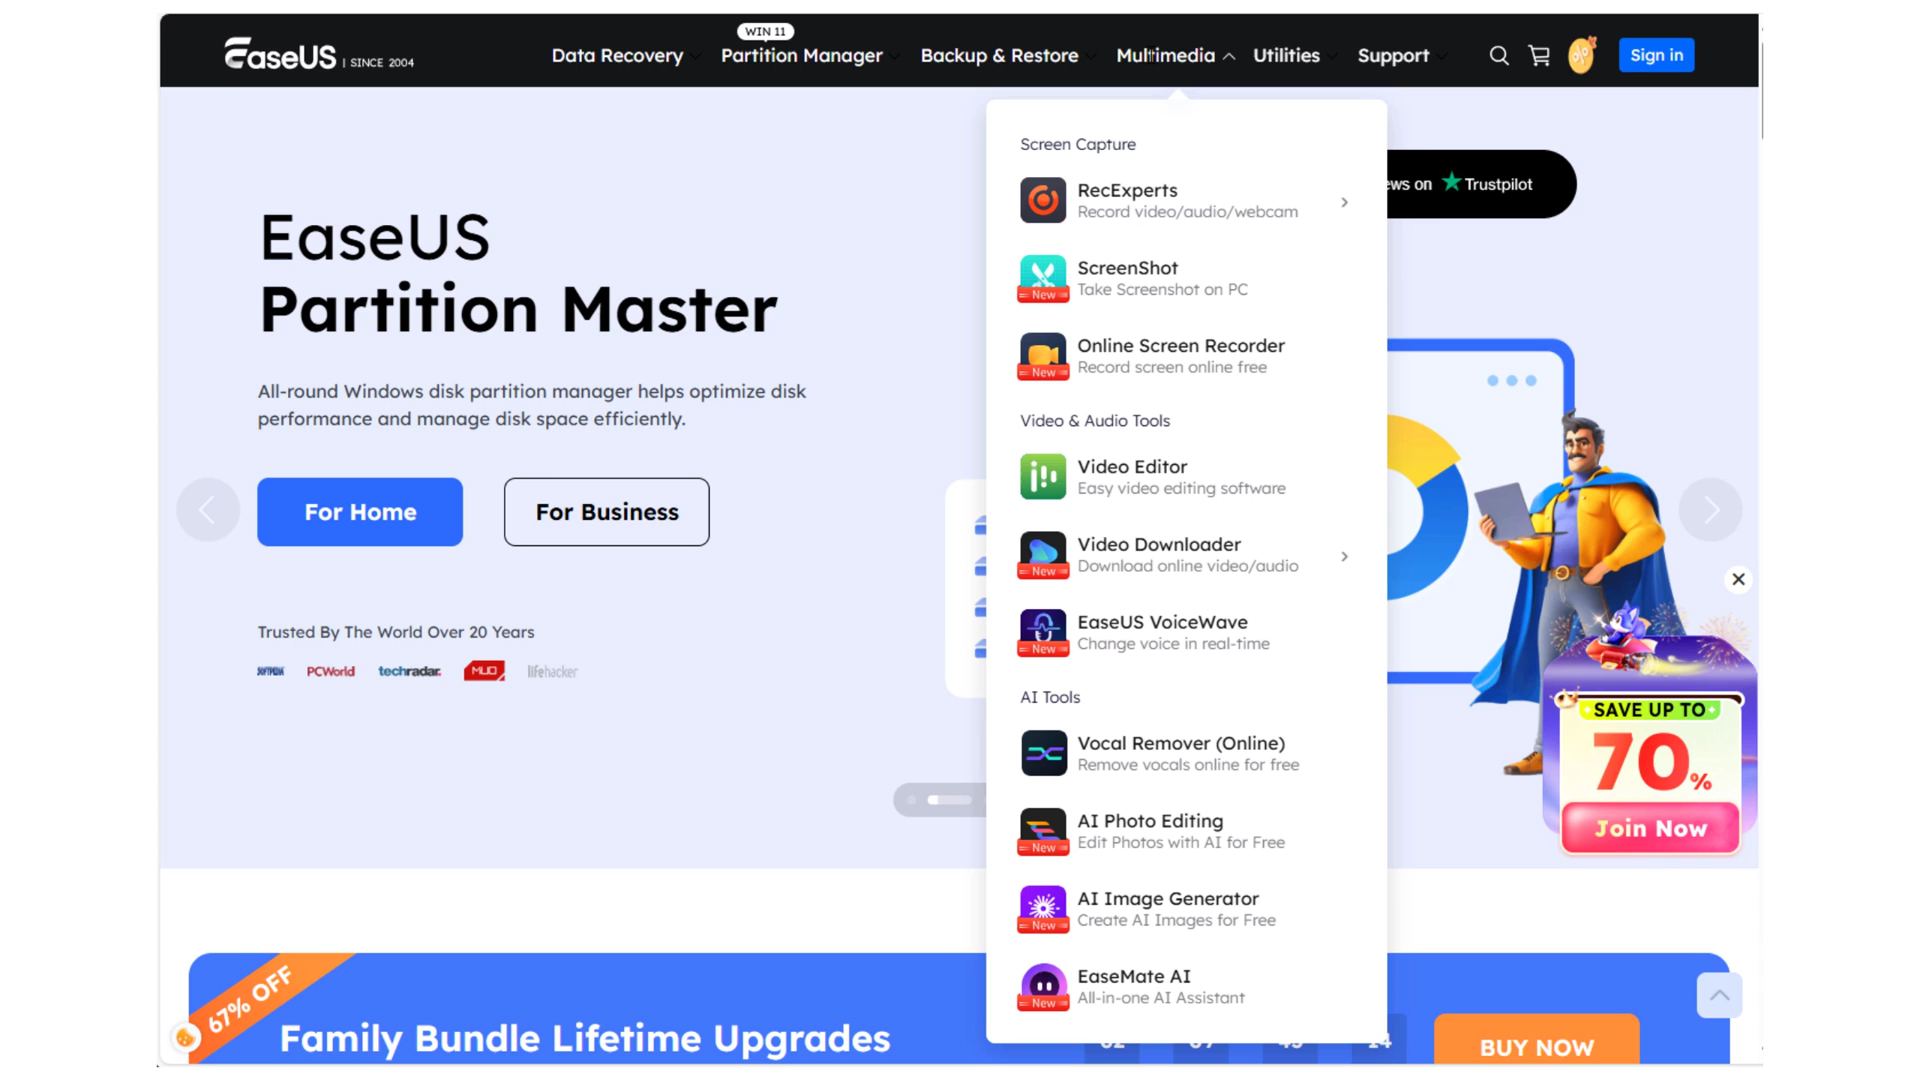 WIN 11
EaseUS | SINCE 2004
Data Recovery
Partition Manager
Backup & Restore
Multimedia
Utilities
Support
Sign in
Screen Capture
RecExperts
Record video/audio/webcam
New
ScreenShot
Take Screenshot on PC
New
Online Screen Recorder
Record screen online free
Video & Audio Tools
Video Editor
Easy video editing software
New
Video Downloader
Download online video/audio
New
EaseUS VoiceWave
Change voice in real-time
AI Tools
Vocal Remover (Online)
Remove vocals online for free
New
AI Photo Editing
Edit Photos with AI for Free
New
AI Image Generator
Create AI Images for Free
New
EaseMate AI
All-in-one AI Assistant
on Trustpilot
EaseUS
Partition Master
All-round Windows disk partition manager helps optimize disk
performance and manage disk space efficiently.
For Home
For Business
Trusted By The World Over 20 Years
SOFTPEDIA
PCWorld
techradar.
MUO
lifehacker
SAVE UP TO
70%
Join Now
67% OFF
Family Bundle Lifetime Upgrades
BUY NOW